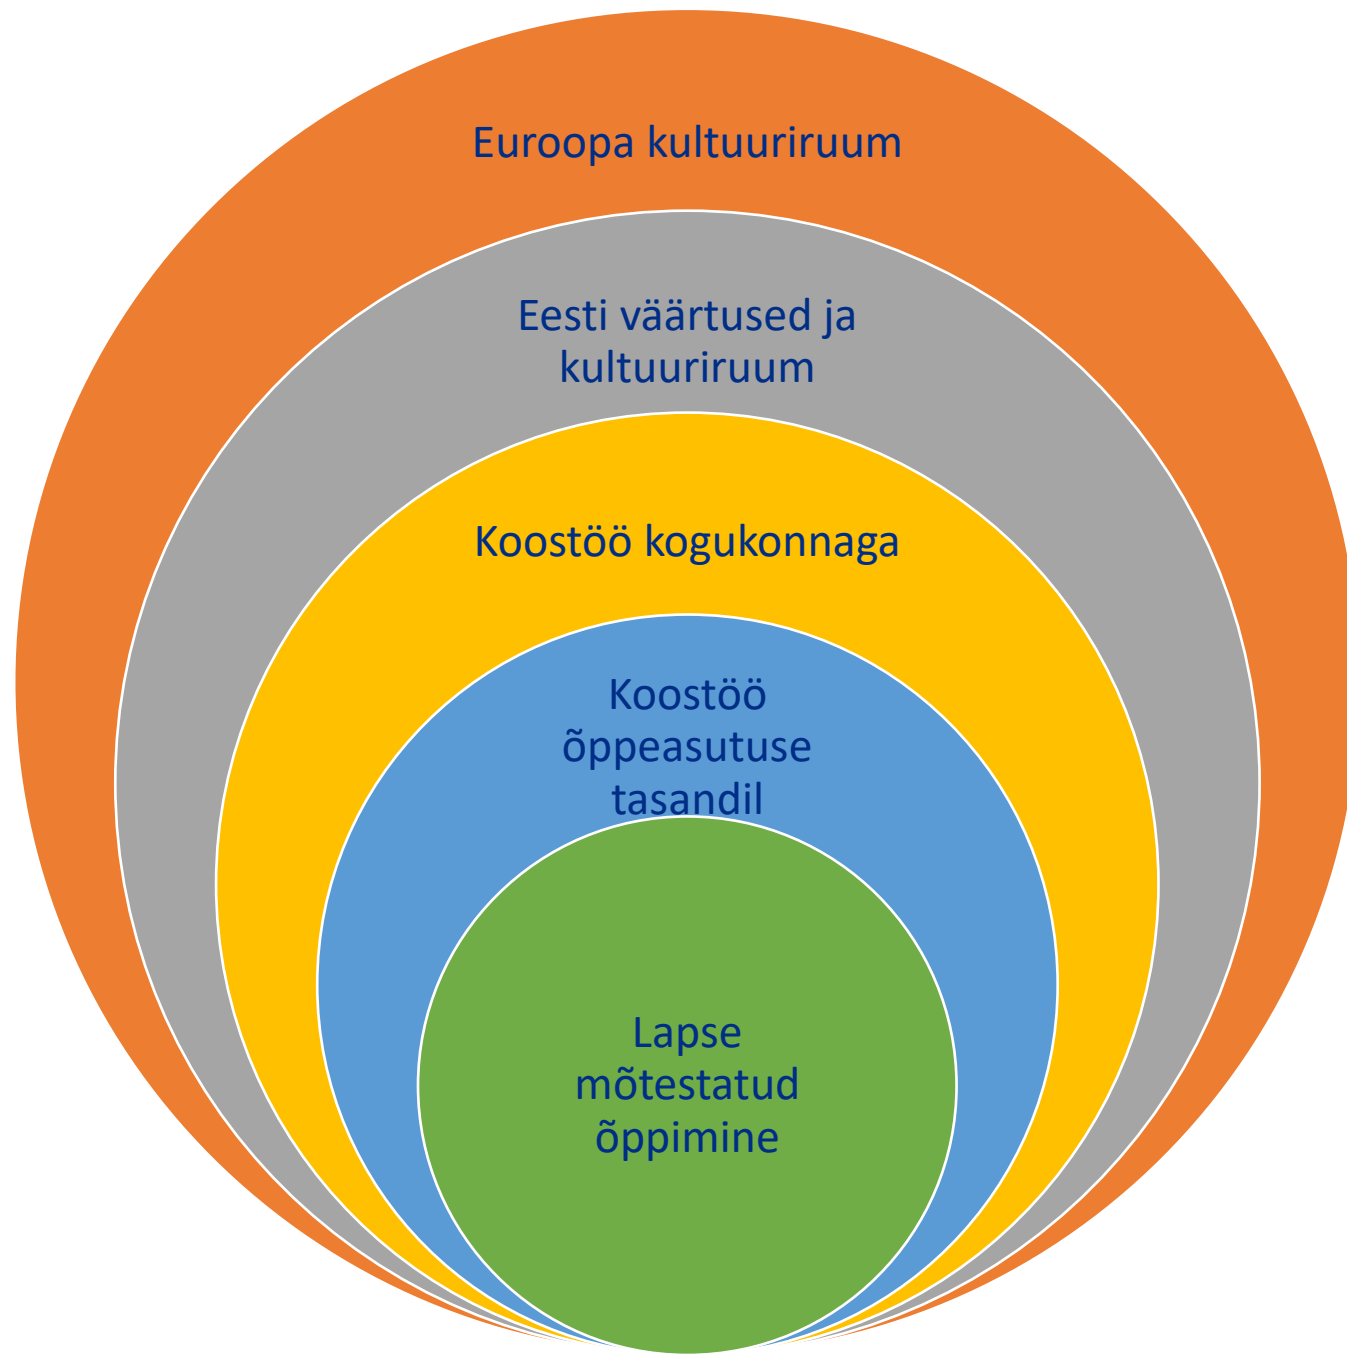 Euroopa kultuuriruum
Eesti väärtused ja
kultuuriruum
Koostöö kogukonnaga
Koostöö
õppeasutuse
tasandil
Lapse
mõtestatud
õppimine